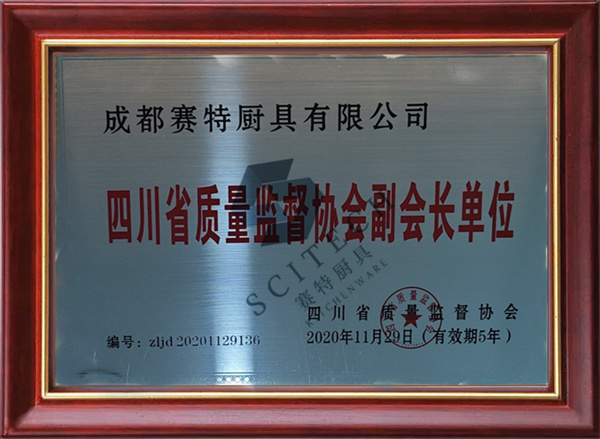 成都赛特厨具有限公司
四川省质量监督协会副会长单位
SCITECH
赛特厨具
KITCHENWARE
四川省质量监督协会
编号：zljd 20201129136
2020年11月29日（有效期5年）